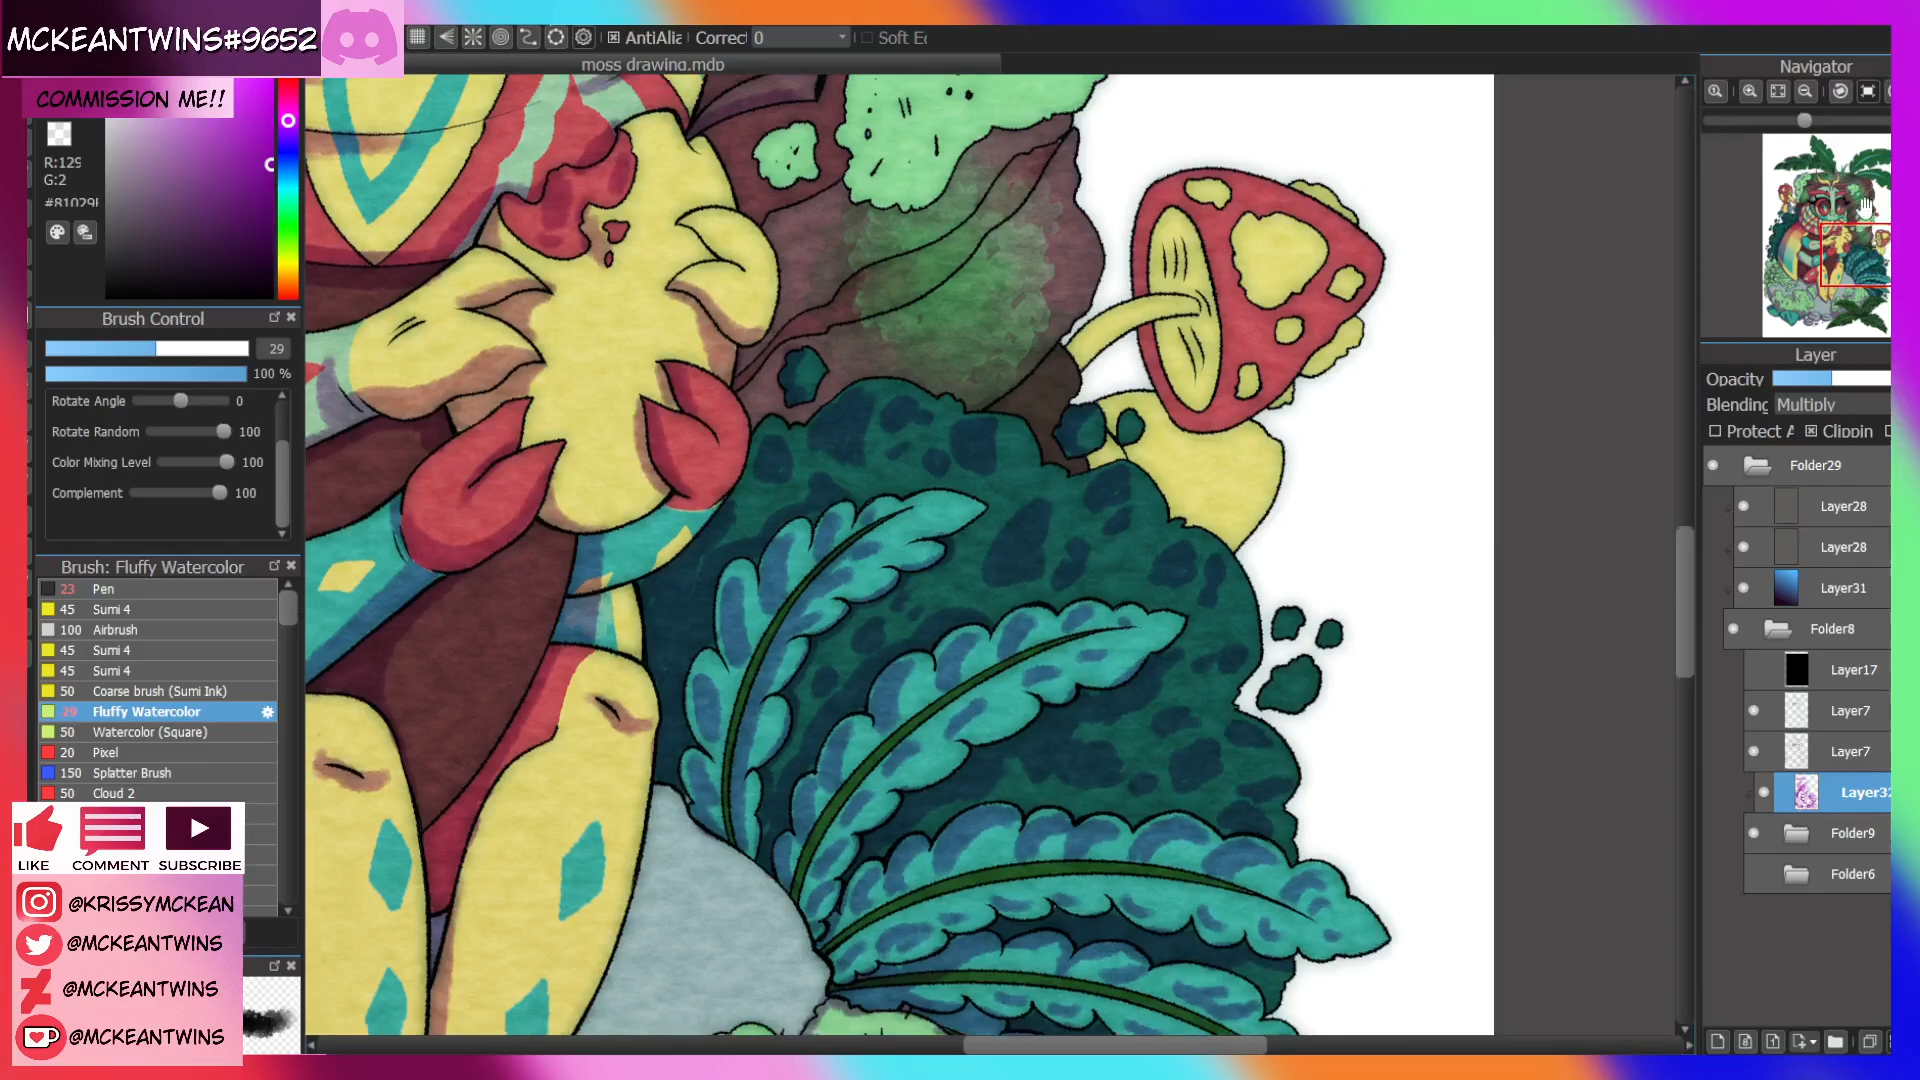 MCKEANTWINS#9652
COMMISSION ME!!
AntiAlia
Correct
0
Soft E
moss drawing.mdp
R:129
G:2
#810291
Brush Control
29
100 %
Rotate Angle 0
Rotate Random 100
Color Mixing Level 100
Complement 100
Brush: Fluffy Watercolor
23 Pen
45 Sumi 4
100 Airbrush
45 Sumi 4
45 Sumi 4
50 Coarse brush (Sumi Ink)
29 Fluffy Watercolor
50 Watercolor (Square)
20 Pixel
150 Splatter Brush
50 Cloud 2
LIKE COMMENT SUBSCRIBE
@KRISSYMCKEAN
@MCKEANTWINS
@MCKEANTWINS
@MCKEANTWINS
Navigator
Layer
Opacity
Blending Multiply
Protect A Clippin
Folder29
Layer28
Layer28
Layer31
Folder8
Layer17
Layer7
Layer7
Layer32
Folder9
Folder6